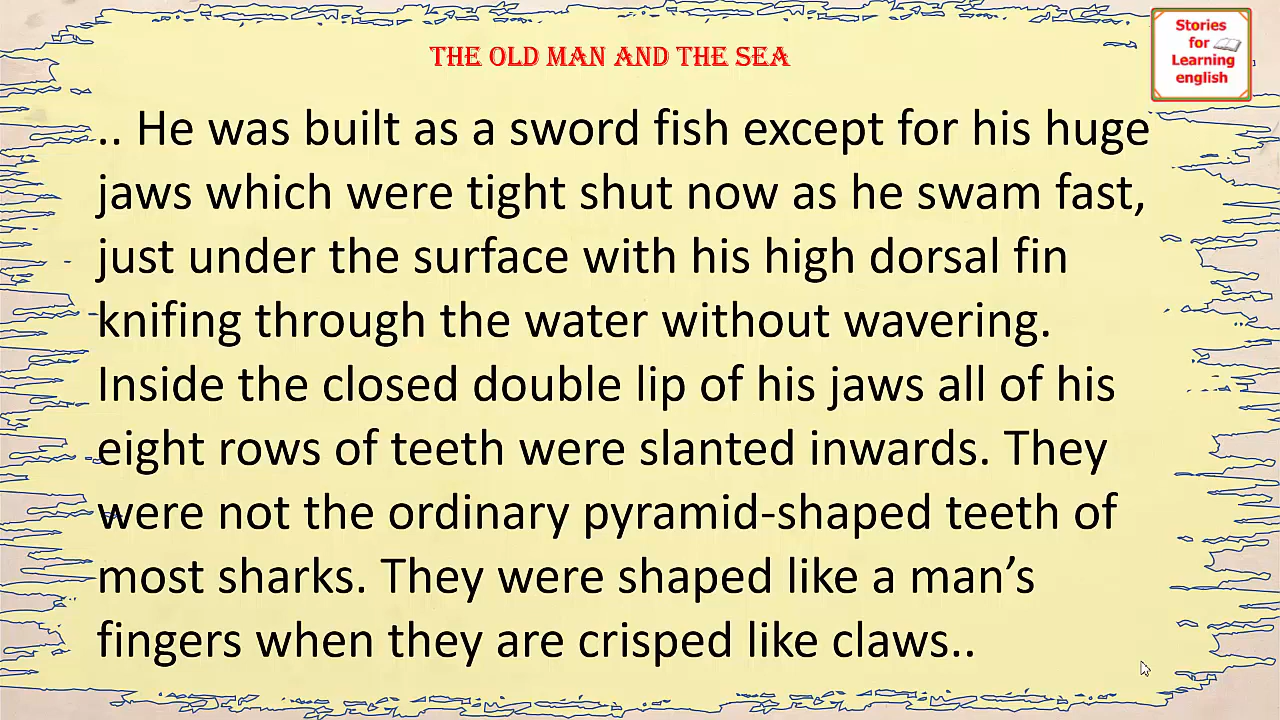 THE OLD MAN AND THE SEA
Stories
for
Learning
english
.. He was built as a sword fish except for his huge
jaws which were tight shut now as he swam fast,
just under the surface with his high dorsal fin
knifing through the water without wavering.
Inside the closed double lip of his jaws all of his
eight rows of teeth were slanted inwards. They
were not the ordinary pyramid-shaped teeth of
most sharks. They were shaped like a man’s
fingers when they are crisped like claws..